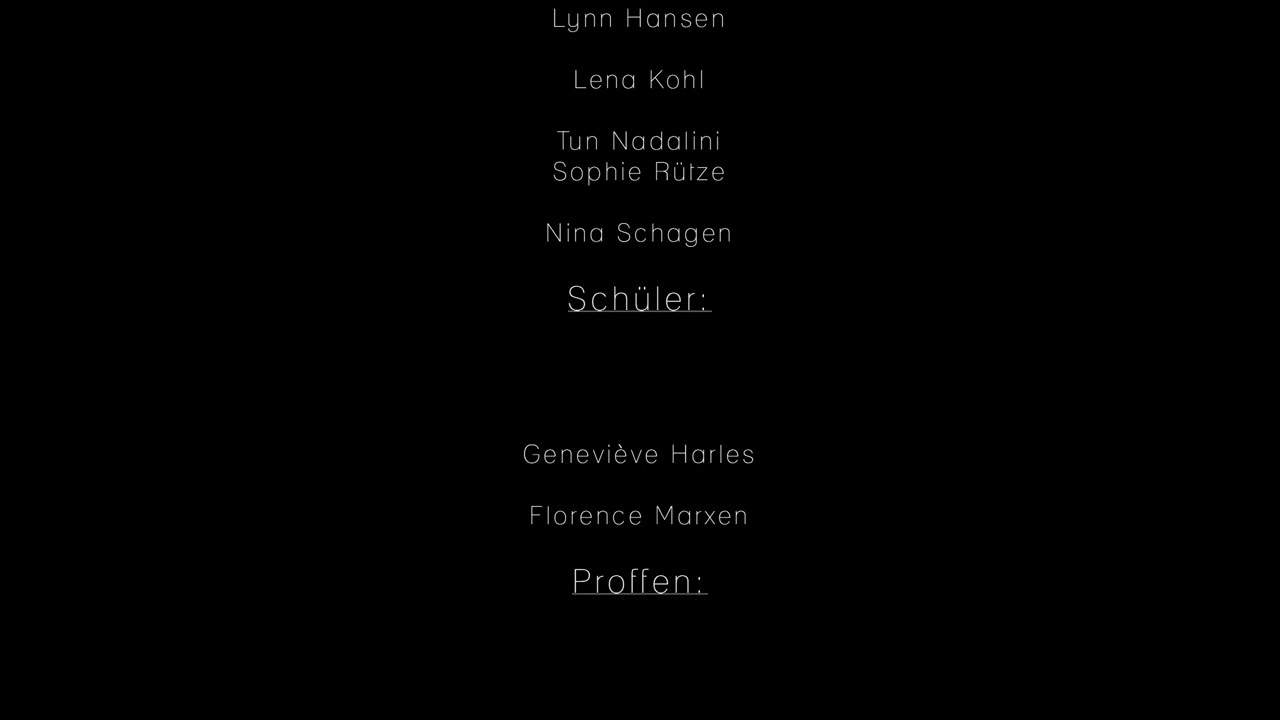 Lynn Hansen
Lena Kohl
Tun Nadalini
Sophie Rütze
Nina Schagen
Schüler:
Geneviève Harles
Florence Marxen
Proffen: